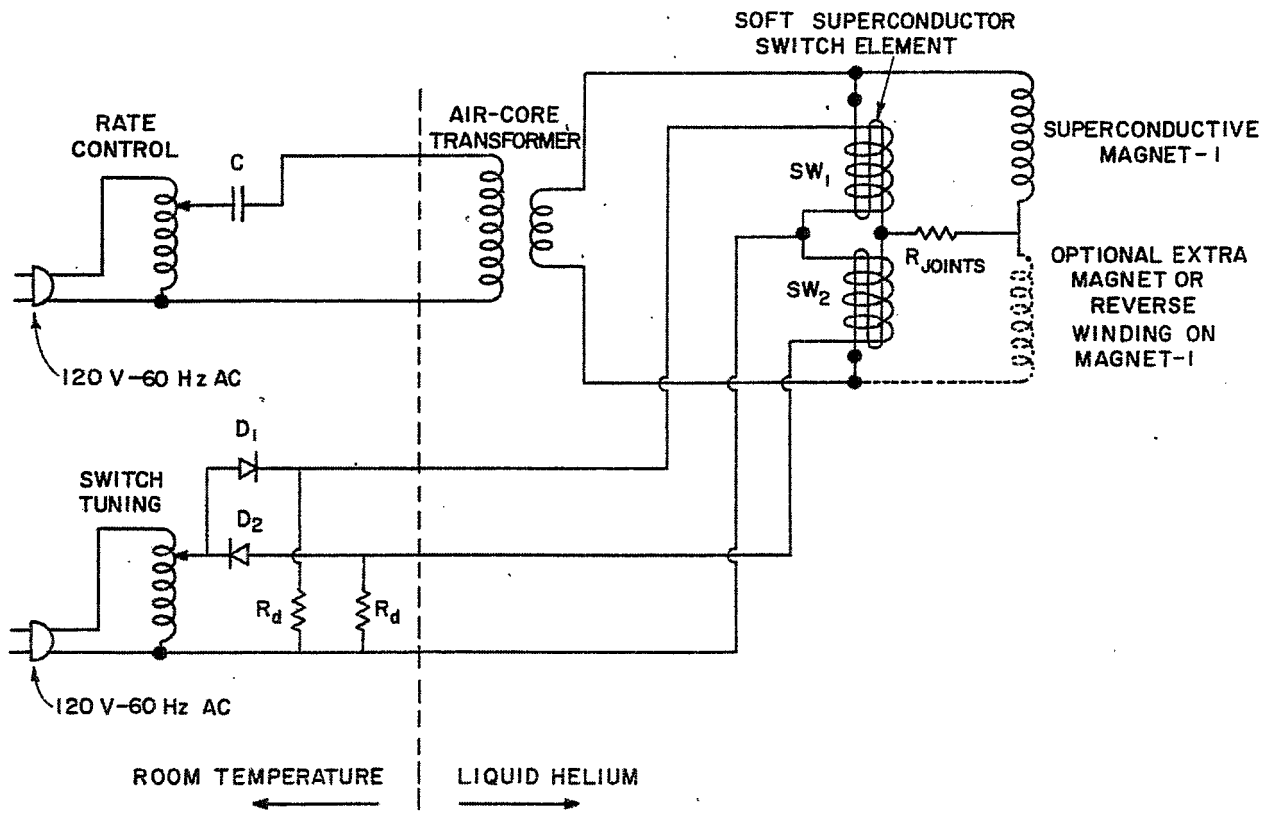 SOFT SUPERCONDUCTOR
SWITCH ELEMENT
RATE
CONTROL
C
AIR-CORE
TRANSFORMER
SUPERCONDUCTIVE
MAGNET-1
SW1
RJOINTS
SW2
OPTIONAL EXTRA
MAGNET OR
REVERSE
WINDING ON
MAGNET-1
120 V-60 Hz AC
D1
SWITCH
TUNING
D2
Rd
Rd
120 V-60 Hz AC
ROOM TEMPERATURE
LIQUID HELIUM